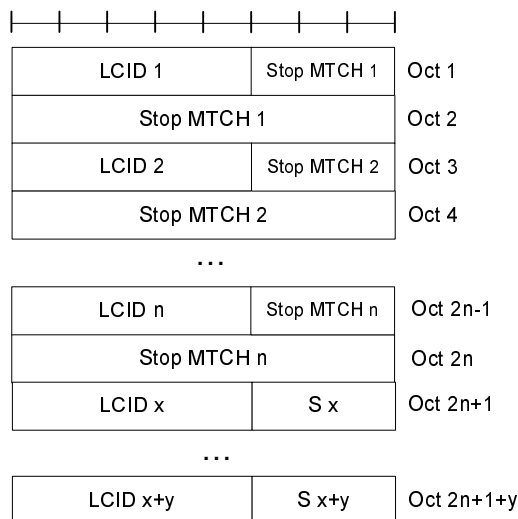 LCID 1 Stop MTCH 1 Oct 1
Stop MTCH 1 Oct 2
LCID 2 Stop MTCH 2 Oct 3
Stop MTCH 2 Oct 4
...
LCID n Stop MTCH n Oct 2n-1
Stop MTCH n Oct 2n
LCID x S x Oct 2n+1
...
LCID x+y S x+y Oct 2n+1+y